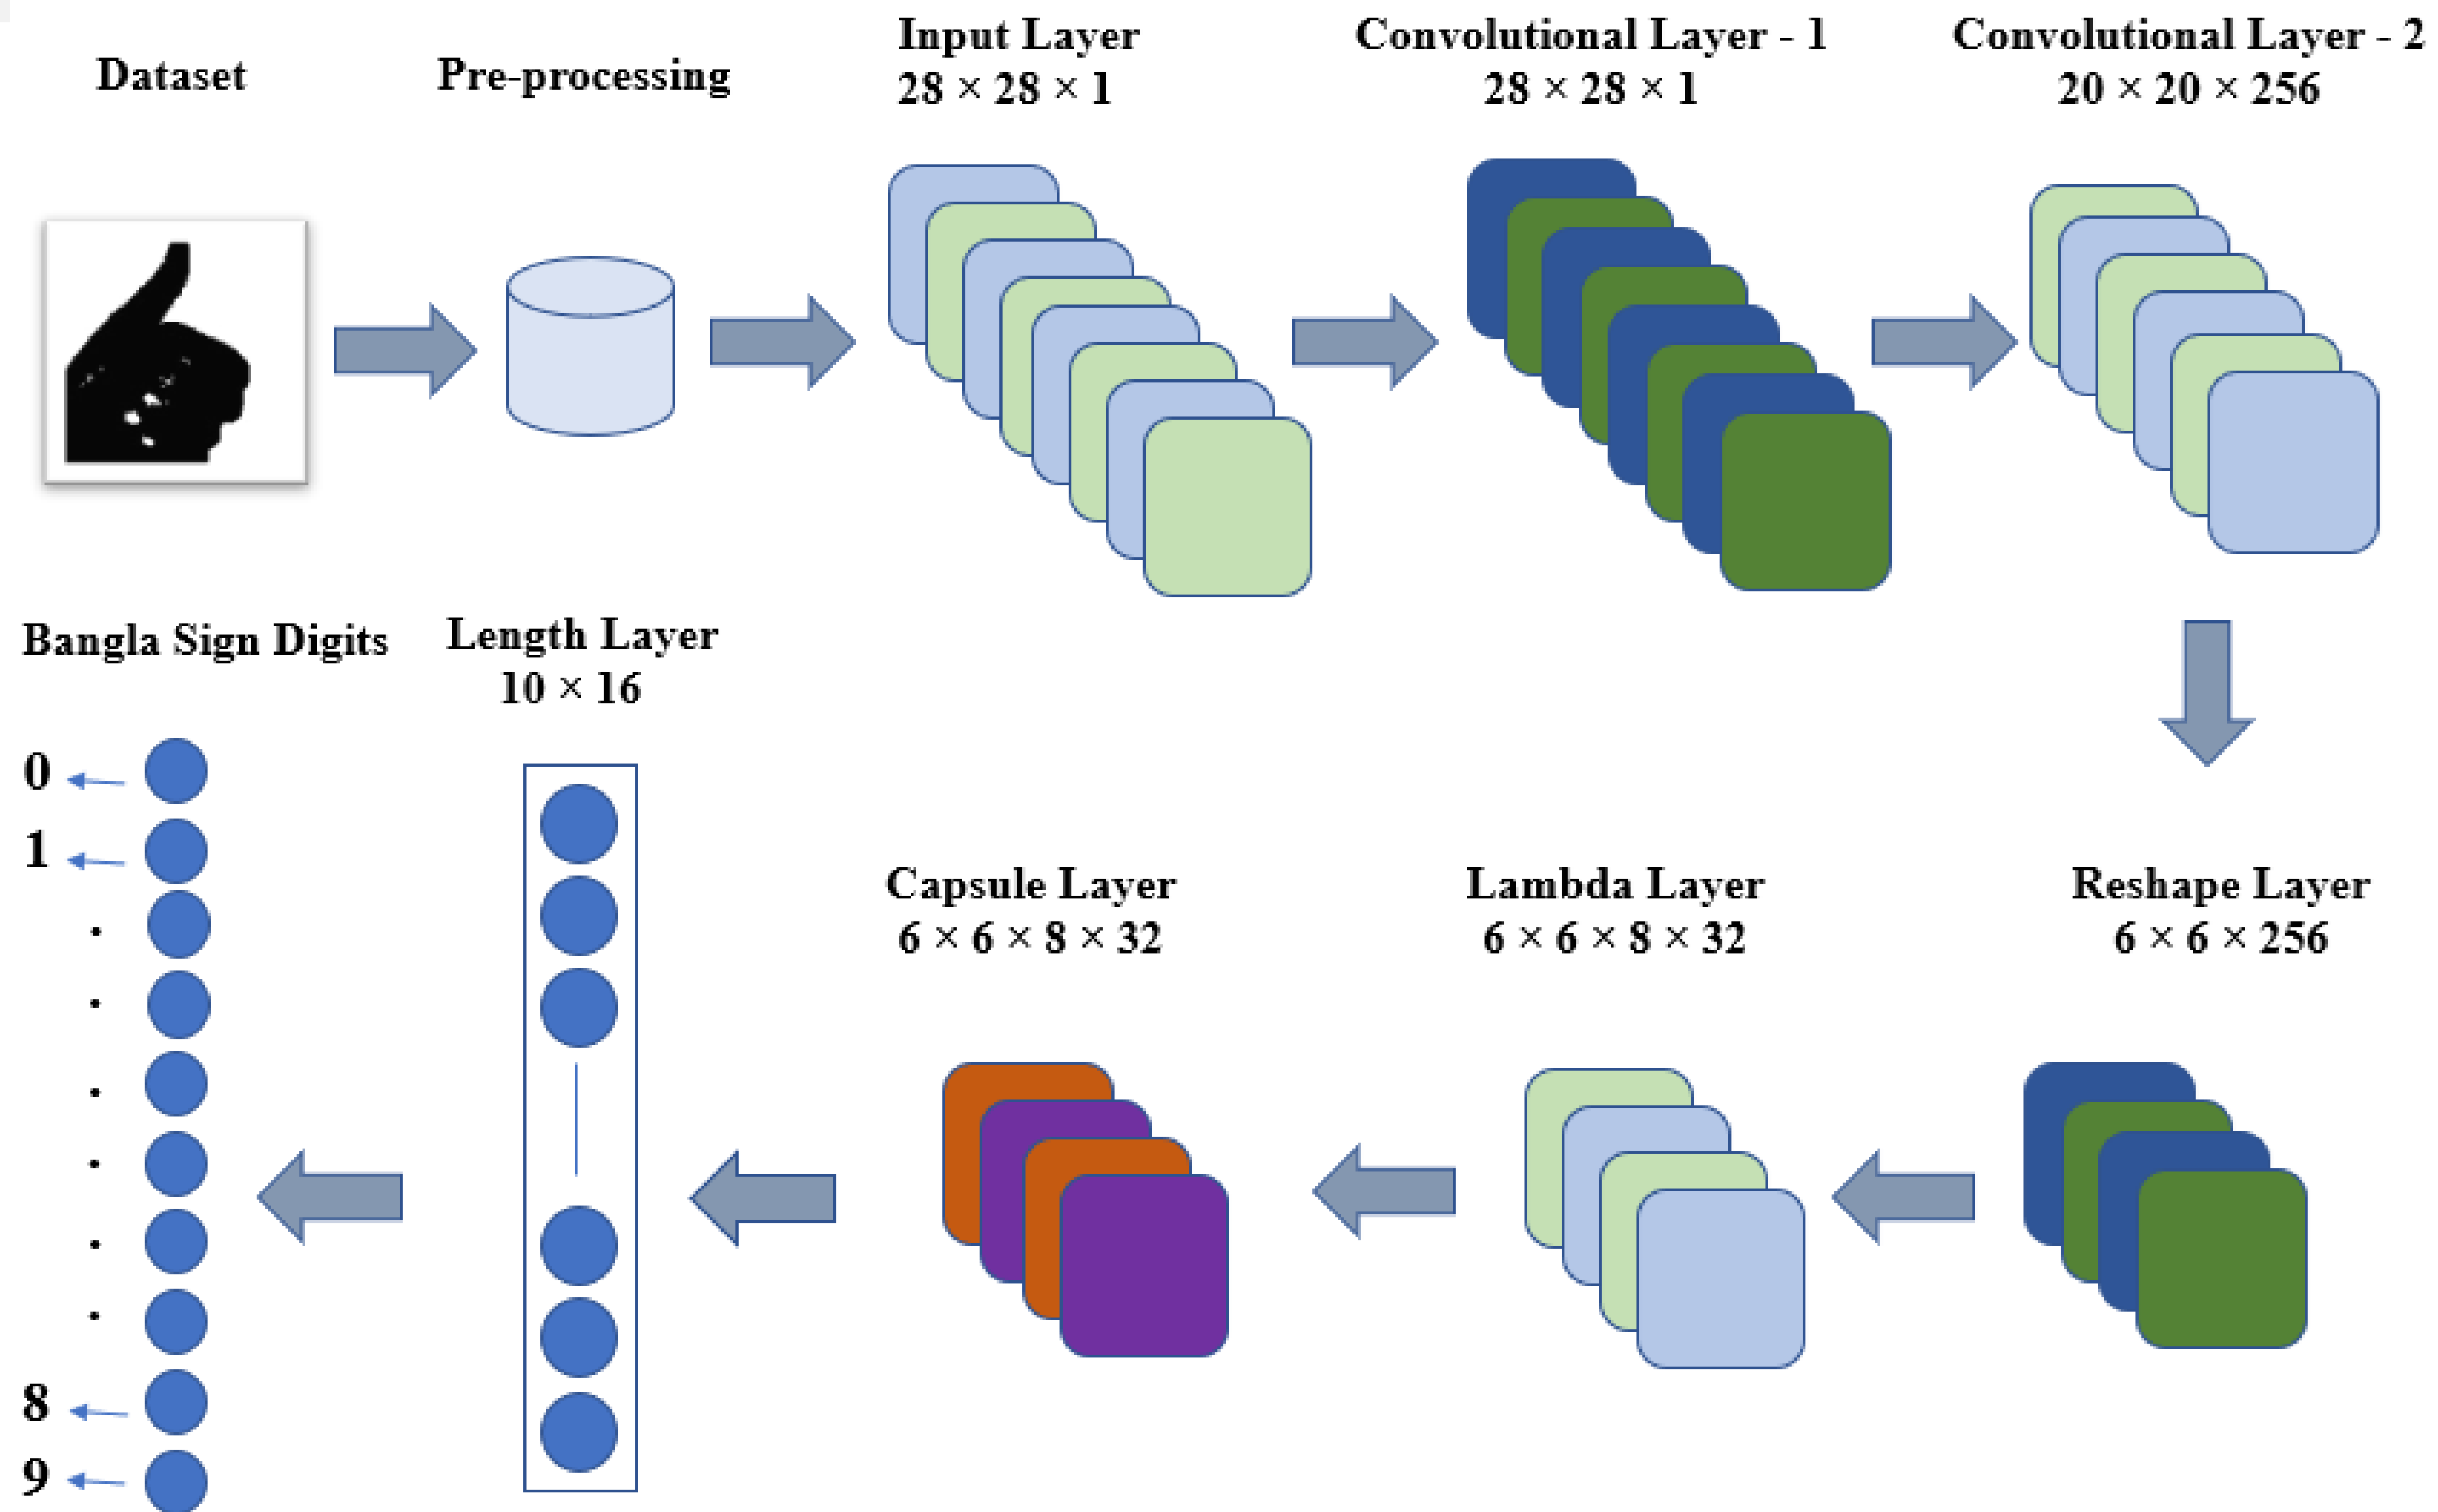 Dataset
Pre-processing
Input Layer
28 × 28 × 1
Convolutional Layer - 1
28 × 28 × 1
Convolutional Layer - 2
20 × 20 × 256
Reshape Layer
6 × 6 × 256
Lambda Layer
6 × 6 × 8 × 32
Capsule Layer
6 × 6 × 8 × 32
Length Layer
10 × 16
Bangla Sign Digits
0
1
.
.
.
.
.
.
8
9